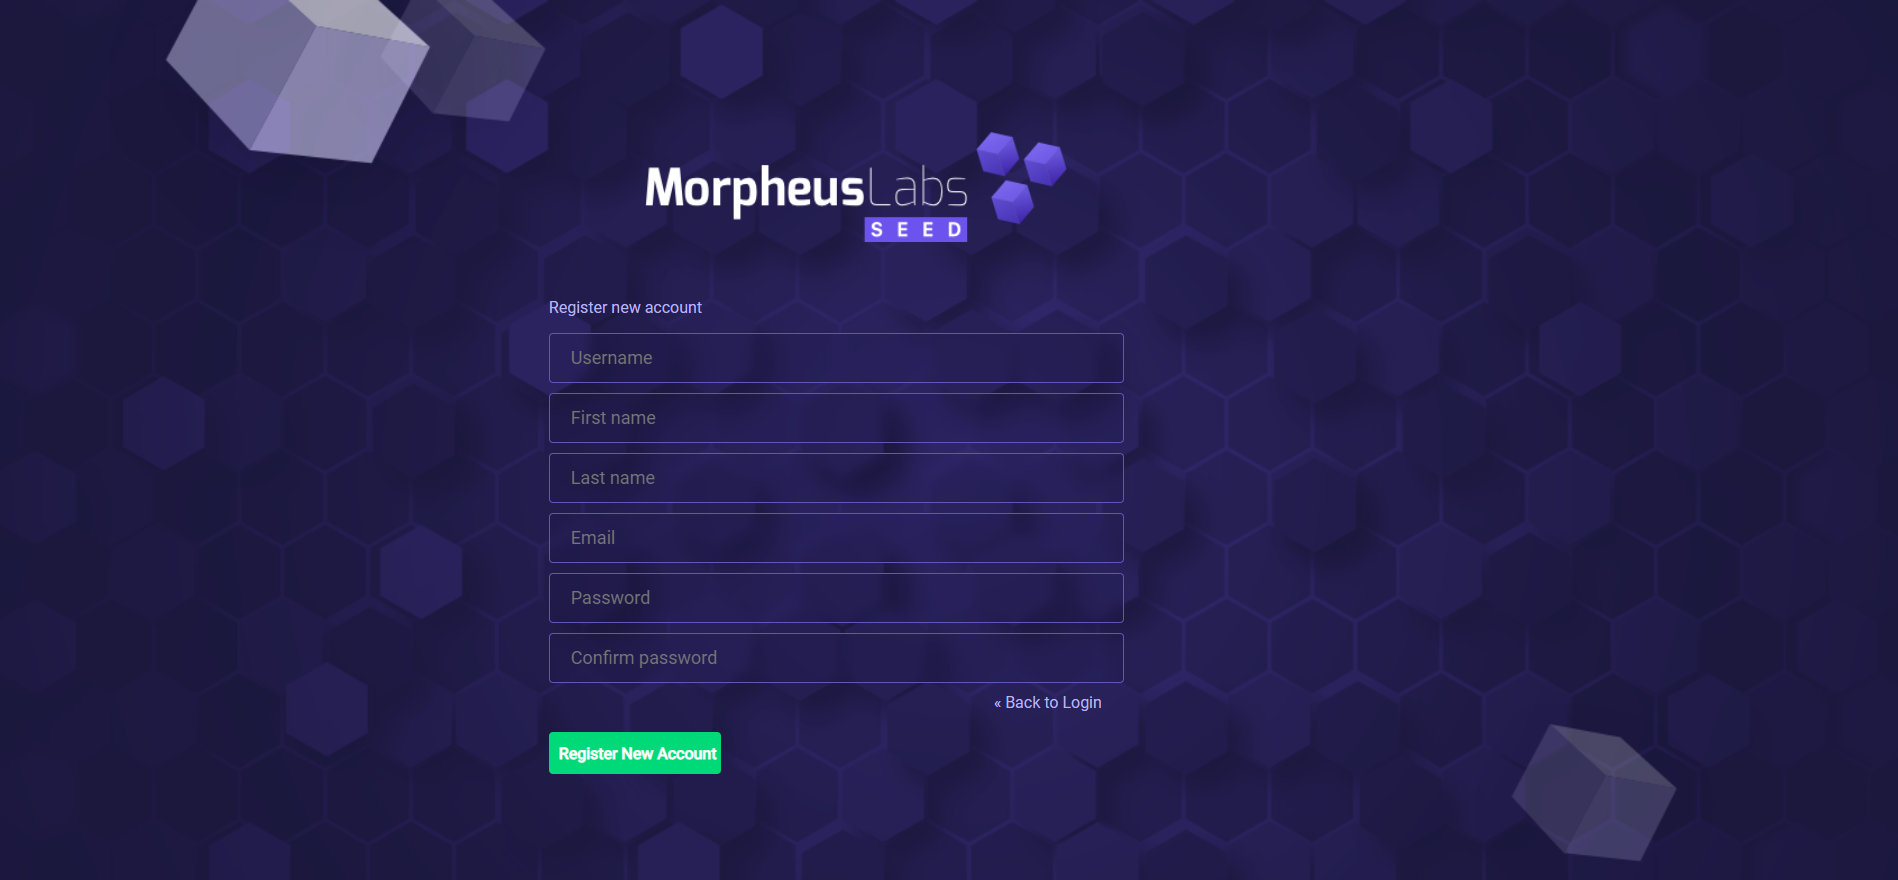 MorpheusLabs
SEED
Register new account
Username
First name
Last name
Email
Password
Confirm password
« Back to Login
Register New Account